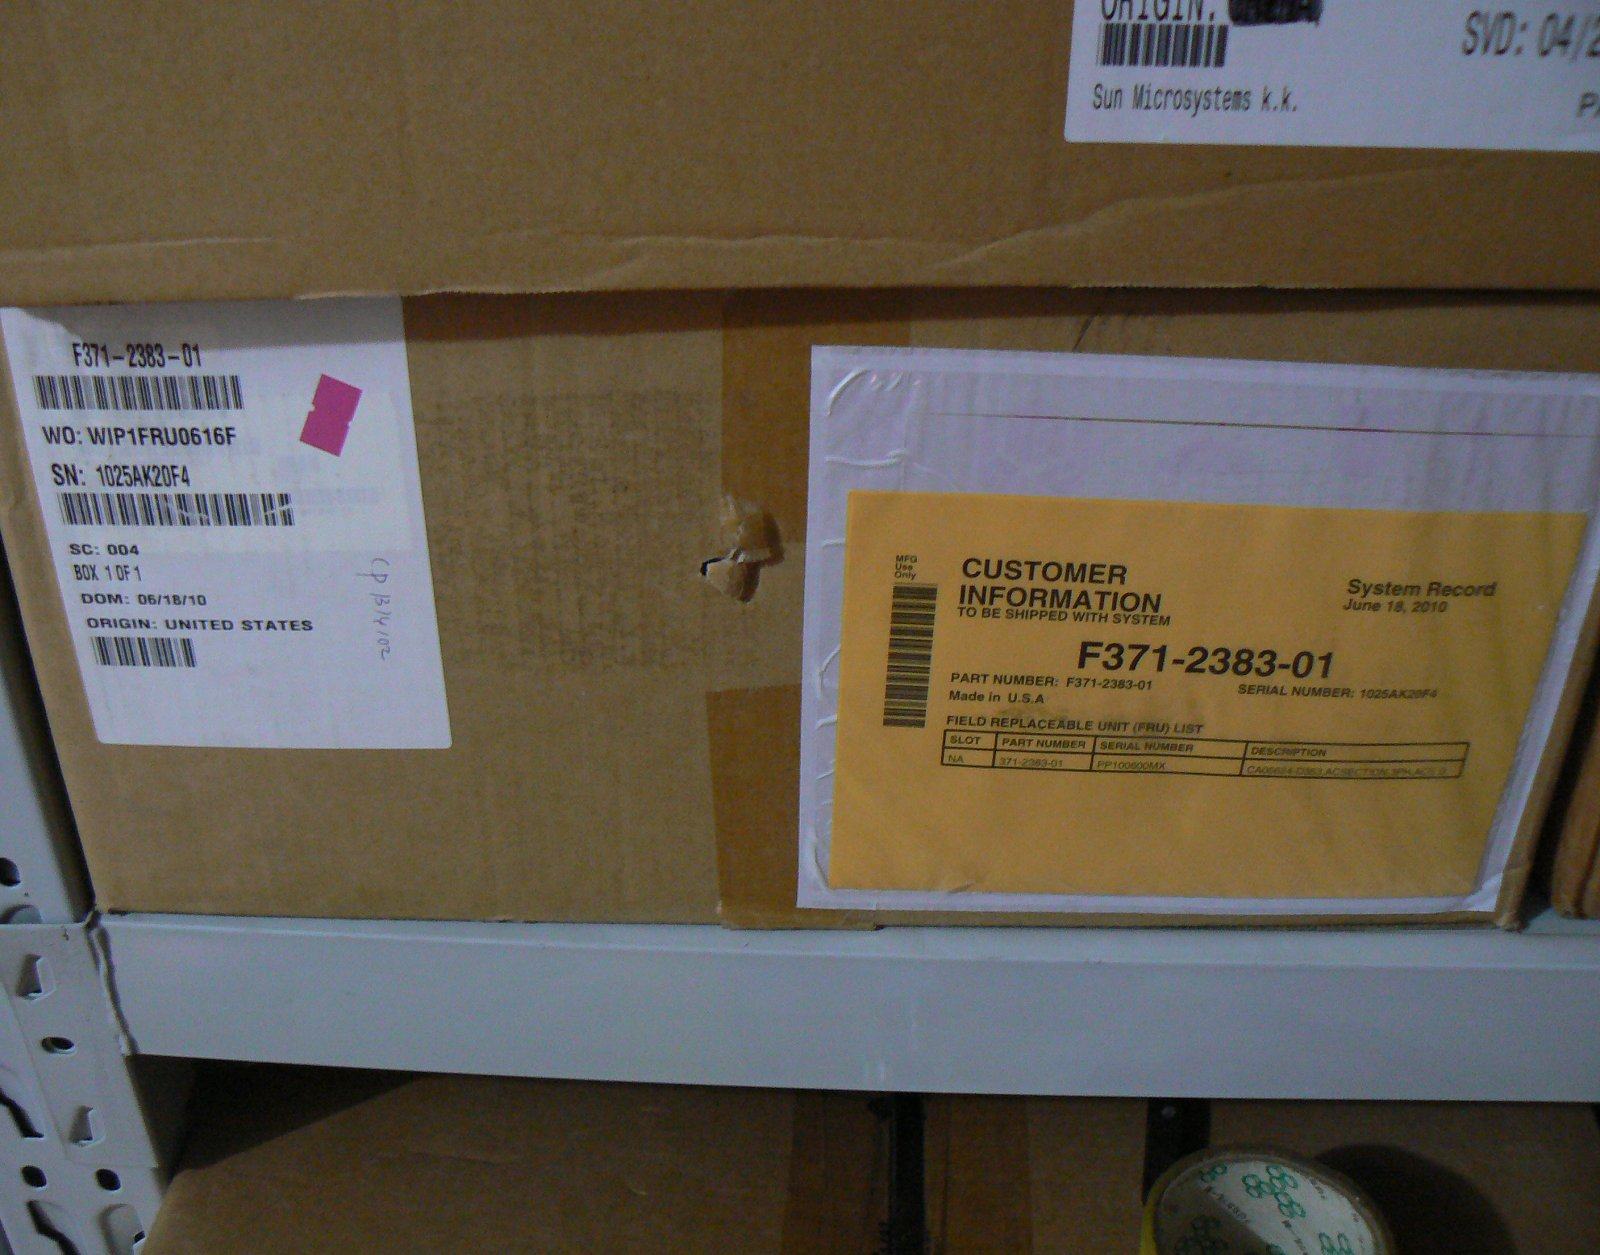 ORIGIN:
SVD: 04/2
Sun Microsystems k.k.
F371-2383-01
WO: WIP1FRU0616F
SN: 1025AK20F4
SC: 004
BOX 1 OF 1
DOM: 06/18/10
ORIGIN: UNITED STATES
MFG
Use
Only
CUSTOMER
INFORMATION
TO BE SHIPPED WITH SYSTEM
System Record
June 18, 2010
F371-2383-01
PART NUMBER: F371-2383-01
SERIAL NUMBER: 1025AK20F4
Made in U.S.A
FIELD REPLACEABLE UNIT (FRU) LIST
SLOT PART NUMBER SERIAL NUMBER DESCRIPTION
NA 371-2383-01 PP100600MX